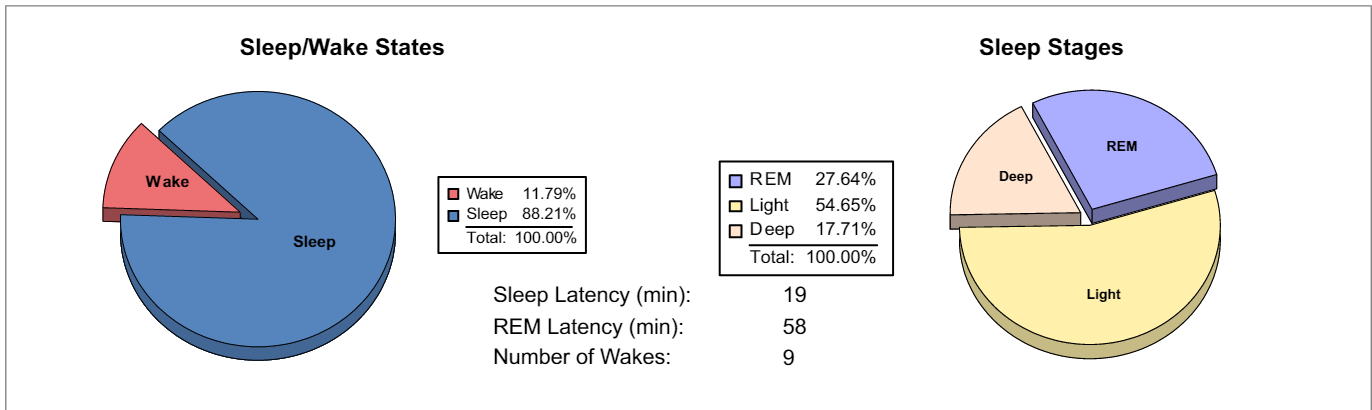 Sleep/Wake States
Wake
Sleep
Wake 11.79%
Sleep 88.21%
Total: 100.00%
Sleep Stages
REM
Deep
Light
REM 27.64%
Light 54.65%
Deep 17.71%
Total: 100.00%
Sleep Latency (min): 19
REM Latency (min): 58
Number of Wakes: 9